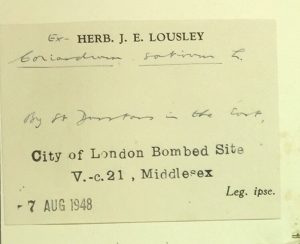 Ex- HERB. J. E. LOUSLEY
Coriandrum sativum L.
By St Dunstans in the East,
City of London Bombed Site
V.-c.21, Middlesex
Leg. ipse.
- 7 AUG 1948